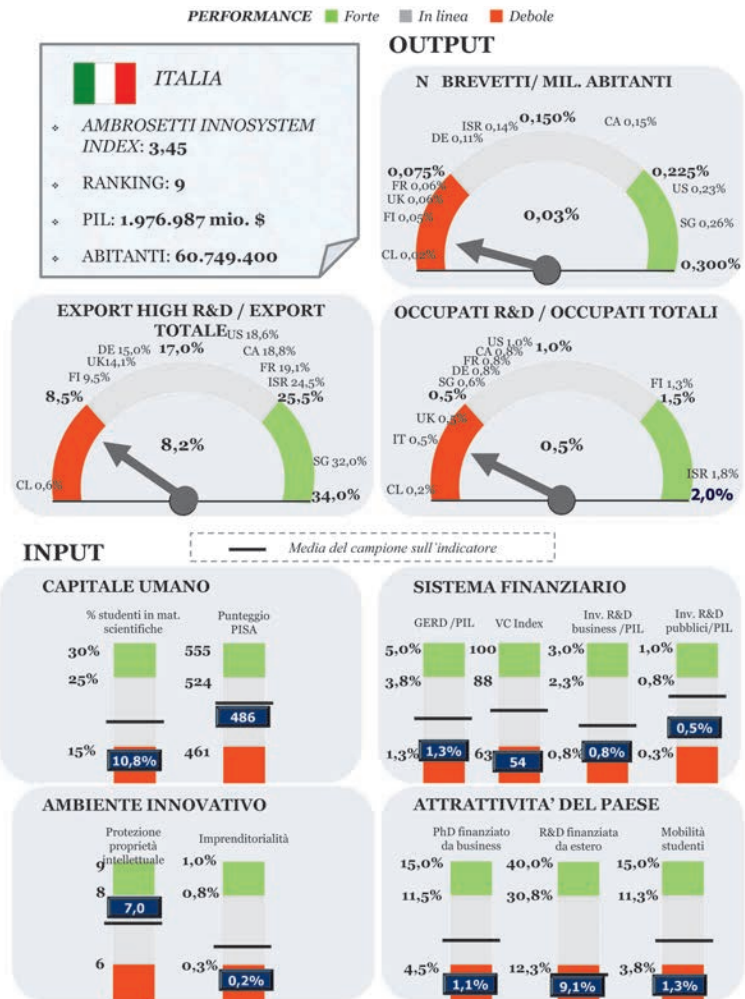 PERFORMANCE Forte In linea Debole
OUTPUT
ITALIA
AMBROSETTI INNOSYSTEM
INDEX: 3,45
RANKING: 9
PIL: 1.976.987 mio. $
ABITANTI: 60.749.400
N BREVETTI/ MIL. ABITANTI
0,150%
ISR 0,14%
CA 0,15%
DE 0,11%
0,075%
0,225%
FR 0,06%
US 0,23%
UK 0,06%
FI 0,05%
0,03%
SG 0,26%
CL 0,02%
0,300%
EXPORT HIGH R&D / EXPORT
TOTALE
US 18,6%
DE 15,0%
17,0%
CA 18,8%
UK14,1%
FR 19,1%
FI 9,5%
ISR 24,5%
8,5%
25,5%
8,2%
SG 32,0%
CL 0,6%
34,0%
OCCUPATI R&D / OCCUPATI TOTALI
US 1,0%
1,0%
CA 0,8%
FR 0,8%
DE 0,8%
SG 0,6%
FI 1,3%
0,5%
1,5%
UK 0,5%
IT 0,5%
0,5%
ISR 1,8%
CL 0,2%
2,0%
INPUT
Media del campione sull'indicatore
CAPITALE UMANO
% studenti in mat.
scientifiche
30%
25%
15%
10,8%
Punteggio
PISA
555
524
486
461
SISTEMA FINANZIARIO
GERD /PIL
5,0%
3,8%
1,3%
1,3%
VC Index
100
88
63
54
Inv. R&D
business /PIL
3,0%
2,3%
0,8%
0,8%
Inv. R&D
pubblici/PIL
1,0%
0,8%
0,5%
0,3%
AMBIENTE INNOVATIVO
Protezione
proprietà
intellettuale
9
8
7,0
6
Imprenditorialità
1,0%
0,8%
0,3%
0,2%
ATTRATTIVITA' DEL PAESE
PhD finanziato
da business
15,0%
11,5%
4,5%
1,1%
R&D finanziata
da estero
40,0%
30,8%
12,3%
9,1%
Mobilità
studenti
15,0%
11,3%
3,8%
1,3%